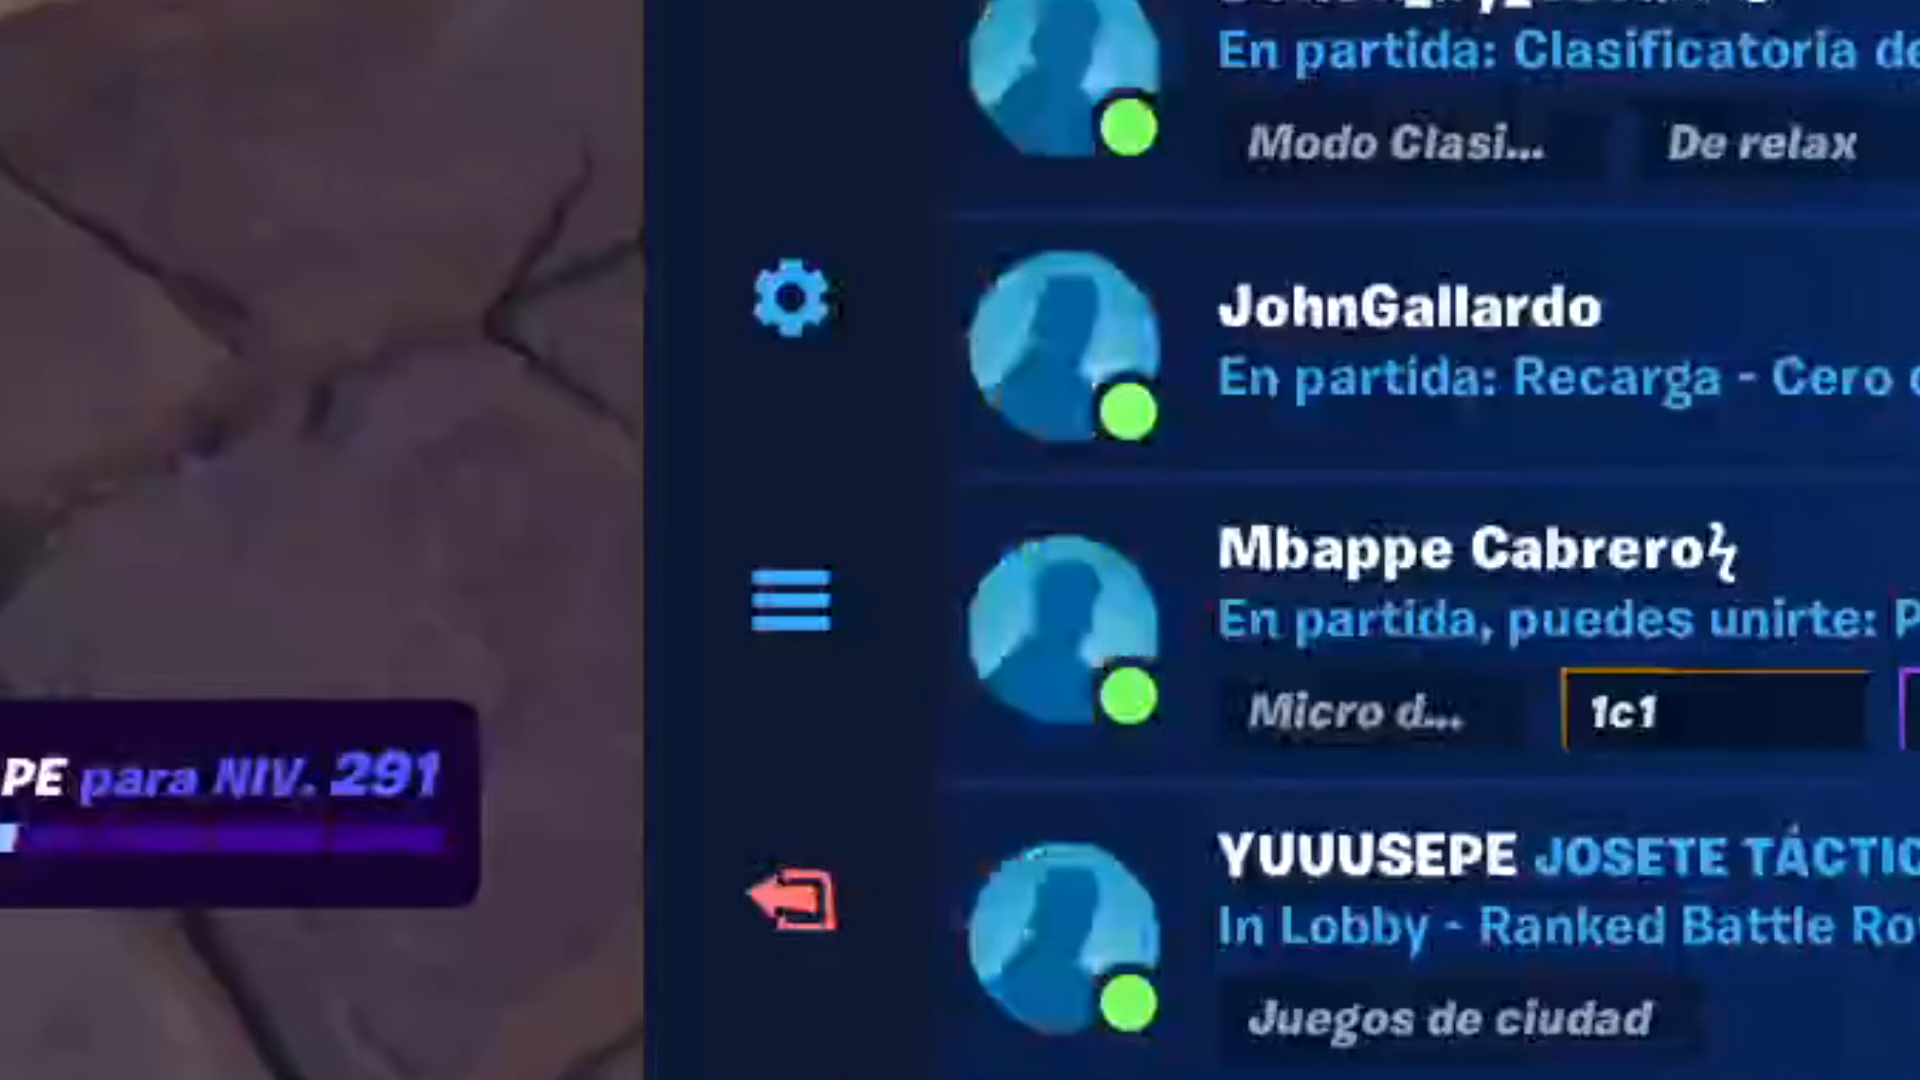 En partida: Clasificatoria de
Modo Clasi... De relax
JohnGallardo
En partida: Recarga - Cero
Mbappe Cabreroϟ
En partida, puedes unirte: P
Micro d... 1c1
PE para NIV. 291
YUUUSEPE JOSETE TÁCTIC
In Lobby - Ranked Battle Ro
Juegos de ciudad